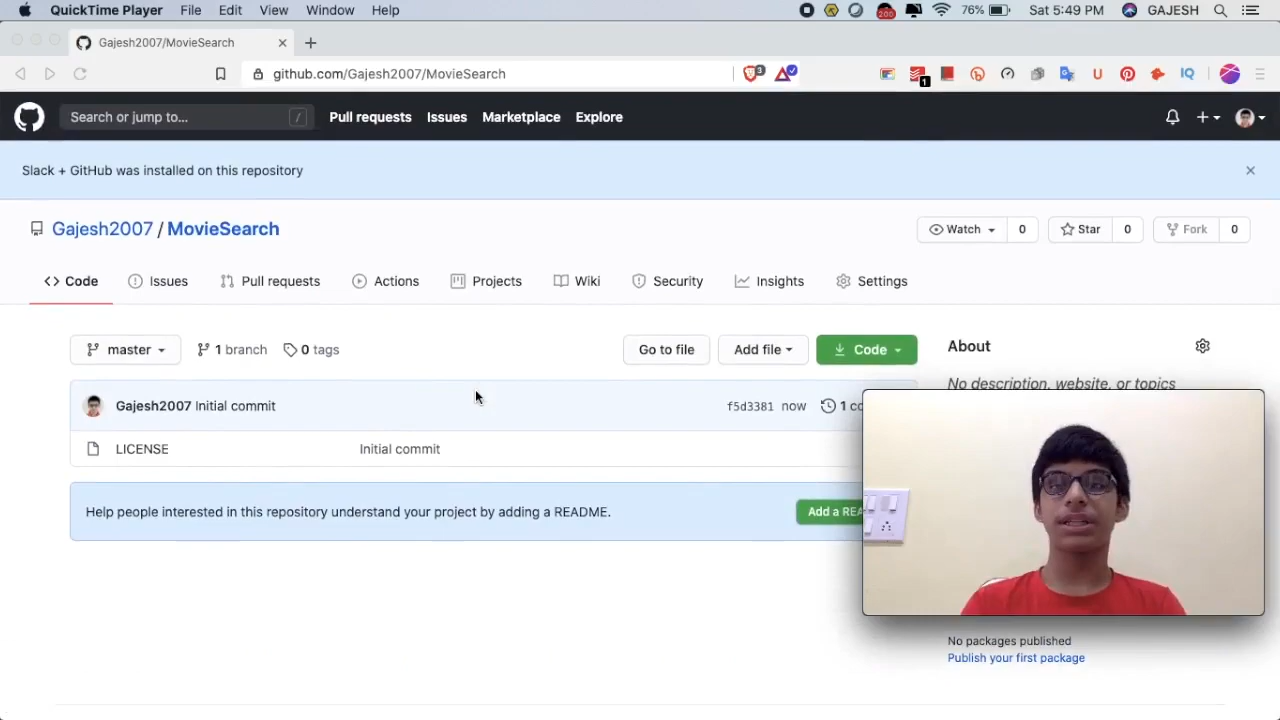 QuickTime Player File Edit View Window Help 200 76% Sat 5:49 PM GAJESH
Gajesh2007/MovieSearch
github.com/Gajesh2007/MovieSearch 3 1 U IQ
Search or jump to... / Pull requests Issues Marketplace Explore
Slack + GitHub was installed on this repository
Gajesh2007 / MovieSearch Watch 0 Star 0 Fork 0
Code Issues Pull requests Actions Projects Wiki Security Insights Settings
master 1 branch 0 tags Go to file Add file Code About
No description, website, or topics
Gajesh2007 Initial commit f5d3381 now 1 co
LICENSE Initial commit
Help people interested in this repository understand your project by adding a README. Add a REA
No packages published
Publish your first package